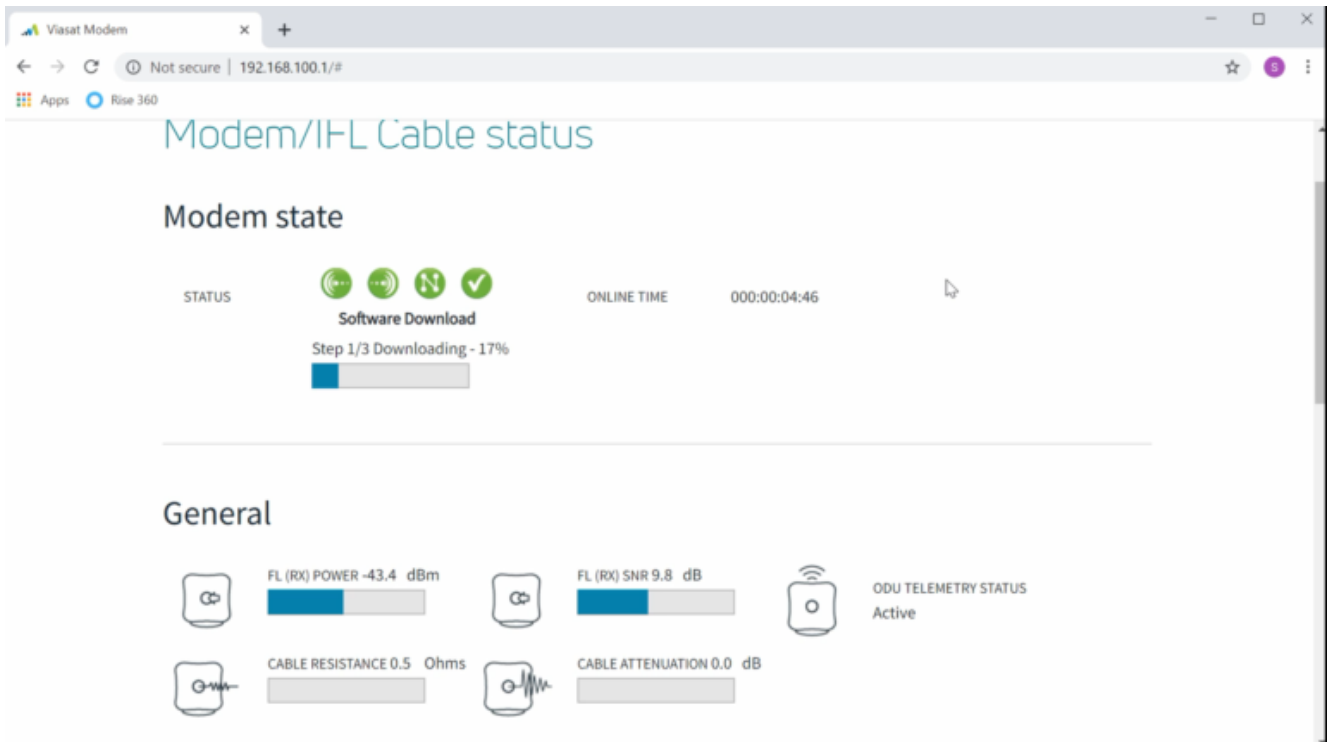 Viasat Modem
Not secure | 192.168.100.1/#
S
Apps Rise 360
Modem/IFL Cable status
Modem state
STATUS
Software Download
Step 1/3 Downloading - 17%
ONLINE TIME 000:00:04:46
General
FL (RX) POWER -43.4 dBm
FL (RX) SNR 9.8 dB
ODU TELEMETRY STATUS
Active
CABLE RESISTANCE 0.5 Ohms
CABLE ATTENUATION 0.0 dB